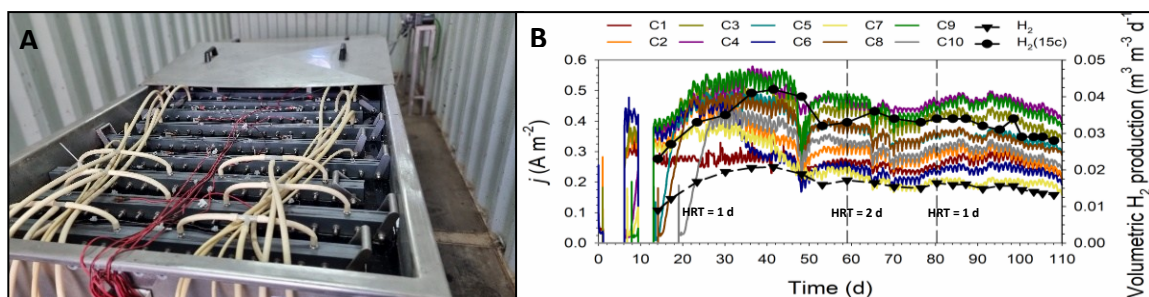 A
B
C1 C3 C5 C7 C9 H₂
C2 C4 C6 C8 C10 H₂(15c)
0.6 0.05
0.5 0.04
0.4
0.03
0.3
0.02
0.2
0.1 0.01
0.0 0.00
j (A m⁻²)
Volumetric H₂ production (m³ m⁻³ d⁻¹)
HRT = 1 d HRT = 2 d HRT = 1 d
0 10 20 30 40 50 60 70 80 90 100 110
Time (d)